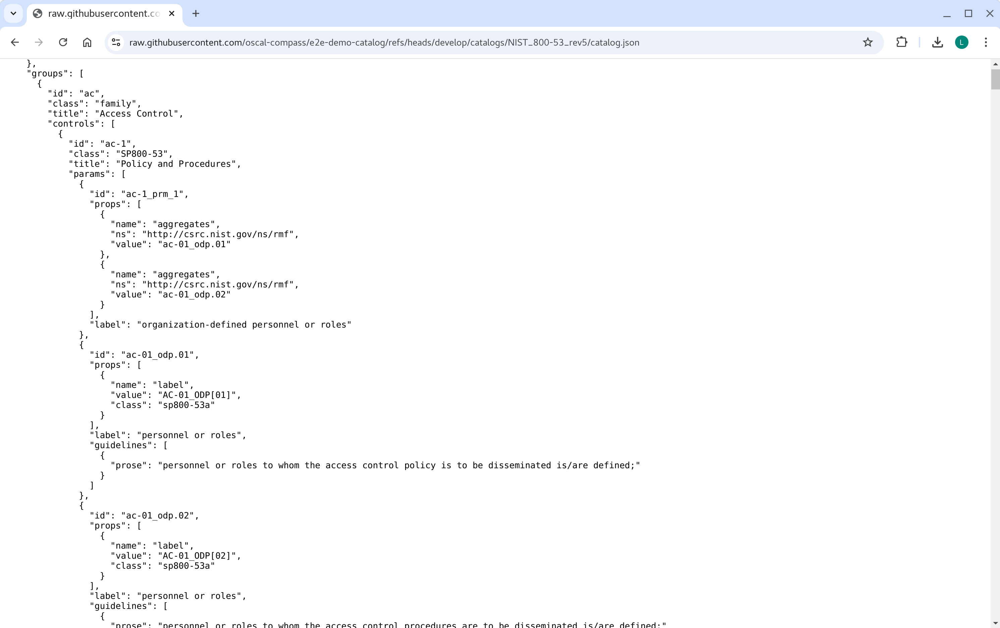 raw.githubusercontent.co
raw.githubusercontent.com/oscal-compass/e2e-demo-catalog/refs/heads/develop/catalogs/NIST_800-53_rev5/catalog.json
L
},
"groups": [
{
"id": "ac",
"class": "family",
"title": "Access Control",
"controls": [
{
"id": "ac-1",
"class": "SP800-53",
"title": "Policy and Procedures",
"params": [
{
"id": "ac-1_prm_1",
"props": [
{
"name": "aggregates",
"ns": "http://csrc.nist.gov/ns/rmf",
"value": "ac-01_odp.01"
},
{
"name": "aggregates",
"ns": "http://csrc.nist.gov/ns/rmf",
"value": "ac-01_odp.02"
}
],
"label": "organization-defined personnel or roles"
},
{
"id": "ac-01_odp.01",
"props": [
{
"name": "label",
"value": "AC-01_ODP[01]",
"class": "sp800-53a"
}
],
"label": "personnel or roles",
"guidelines": [
{
"prose": "personnel or roles to whom the access control policy is to be disseminated is/are defined;"
}
]
},
{
"id": "ac-01_odp.02",
"props": [
{
"name": "label",
"value": "AC-01_ODP[02]",
"class": "sp800-53a"
}
],
"label": "personnel or roles",
"guidelines": [
{
"prose": "personnel or roles to whom the access control procedures are to be disseminated is/are defined;"